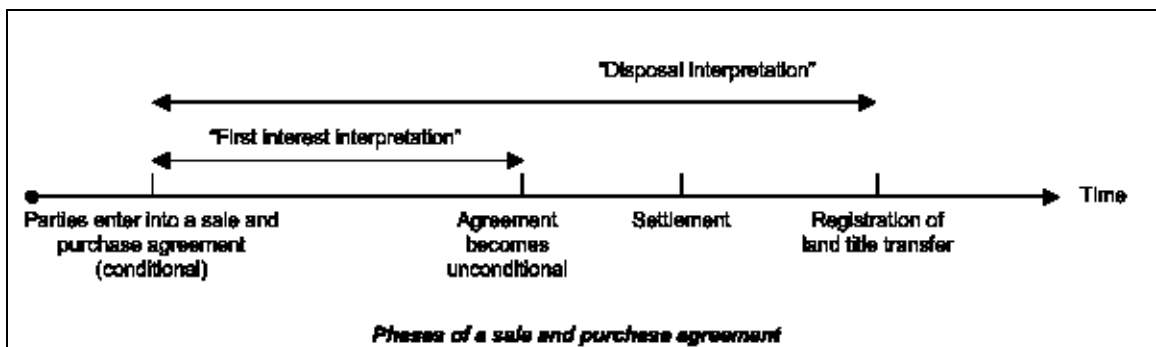 "Disposal interpretation"
"First interest interpretation"
Time
Parties enter into a sale and
purchase agreement
(conditional)
Agreement
becomes
unconditional
Settlement
Registration of
land title transfer
Phases of a sale and purchase agreement